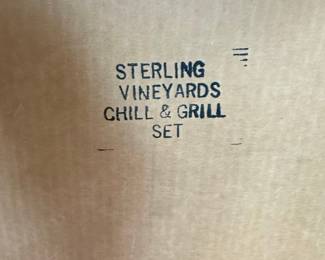 STERLING
VINEYARDS
CHILL & GRILL
SET